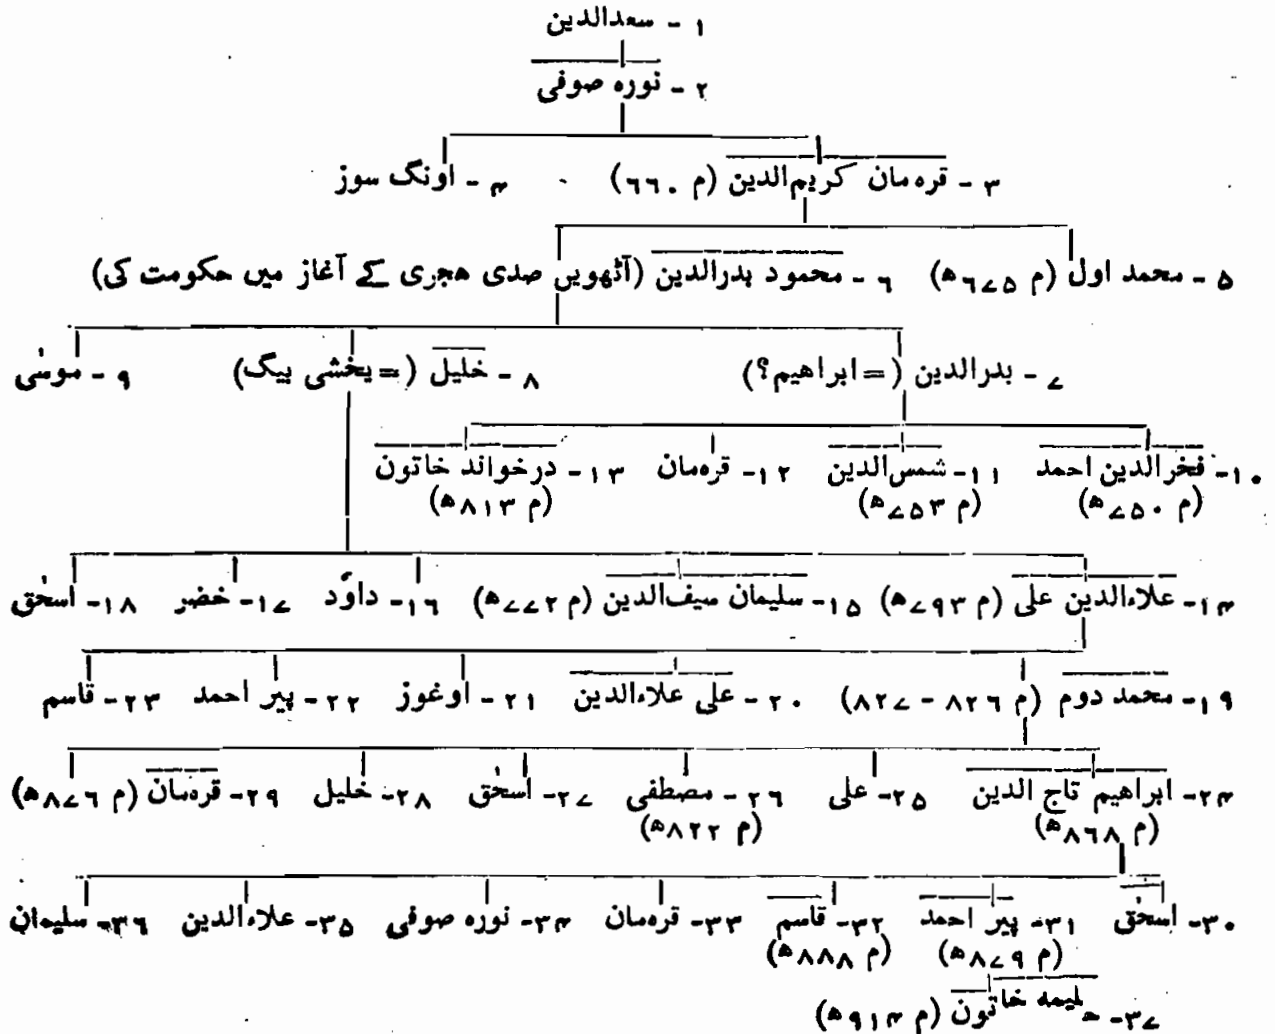 ۱ - سعدالدین
۲ - نوره صوفی
۳ - قره مان کریم‌الدین (م ۶۶۰) ۴ - اونگ سوز
۵ - محمد اول (م ۶۷۵ھ) ۶ - محمود بدرالدین (آٹھویں صدی ھجری کے آغاز میں حکومت کی)
۷ - بدرالدین (= ابراھیم؟) ۸ - خلیل (= یخشی بیگ) ۹ - موسٰی
۱۰ - فخرالدین احمد ۱۱ - شمس‌الدین ۱۲ - قرہ‌مان ۱۳ - درخواند خاتون
(م ۷۵۰ھ) (م ۷۵۳ھ) (م ۸۱۳ھ)
۱۴ - علاءالدین علی (م ۷۹۳ھ) ۱۵ - سلیمان سیف‌الدین (م ۷۷۲ھ) ۱۶ - داؤد ۱۷ - خضر ۱۸ - اسحٰق
۱۹ - محمد دوم (م ۸۲۶ - ۸۲۷) ۲۰ - علی علاءالدین ۲۱ - اوغوز ۲۲ - پیر احمد ۲۳ - قاسم
۲۴ - ابراھیم تاج الدین ۲۵ - علی ۲۶ - مصطفٰی ۲۷ - اسحٰق ۲۸ - خلیل ۲۹ - قرہ‌مان (م ۸۷۶ھ)
(م ۸۶۸ھ) (م ۸۲۲ھ)
۳۰ - اسحٰق ۳۱ - پیر احمد ۳۲ - قاسم ۳۳ - قرہ‌مان ۳۴ - نورہ صوفی ۳۵ - علاءالدین ۳۶ - سلیمان
(م ۸۷۹ھ) (م ۸۸۸ھ)
۳۷ - حلیمه خاتون (م ۹۱۴ھ)